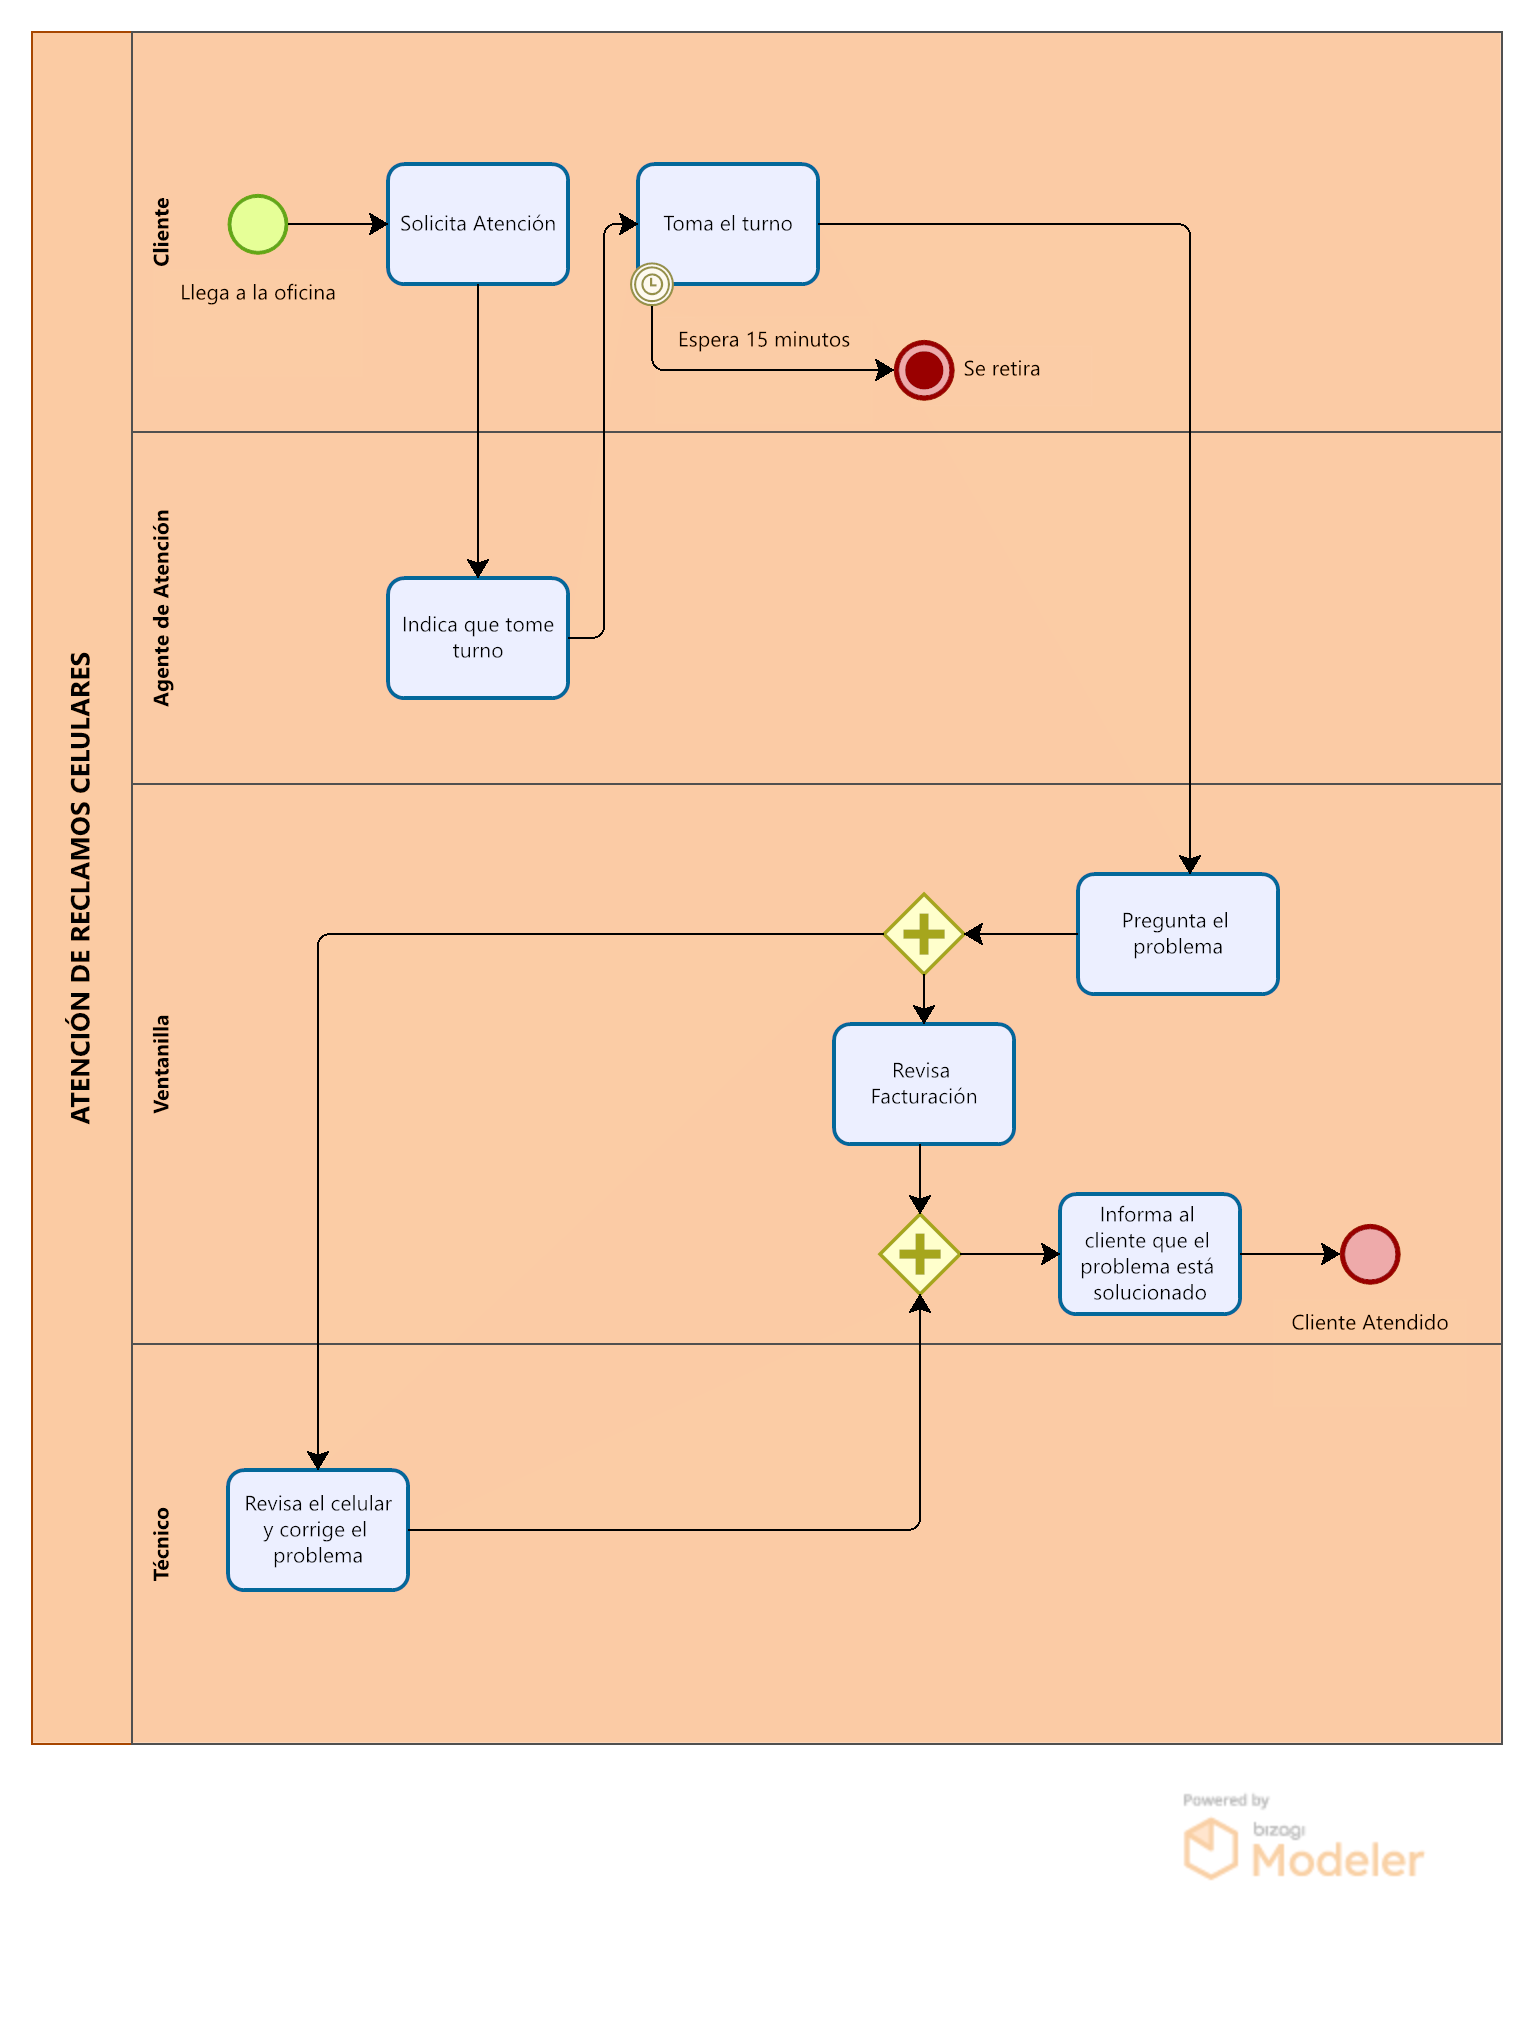 ATENCIÓN DE RECLAMOS CELULARES
Cliente
Llega a la oficina
Solicita Atención
Toma el turno
Espera 15 minutos
Se retira
Agente de Atención
Indica que tome
turno
Ventanilla
Pregunta el
problema
Revisa
Facturación
Informa al
cliente que el
problema está
solucionado
Cliente Atendido
Técnico
Revisa el celular
y corrige el
problema
Powered by
bizagi
Modeler